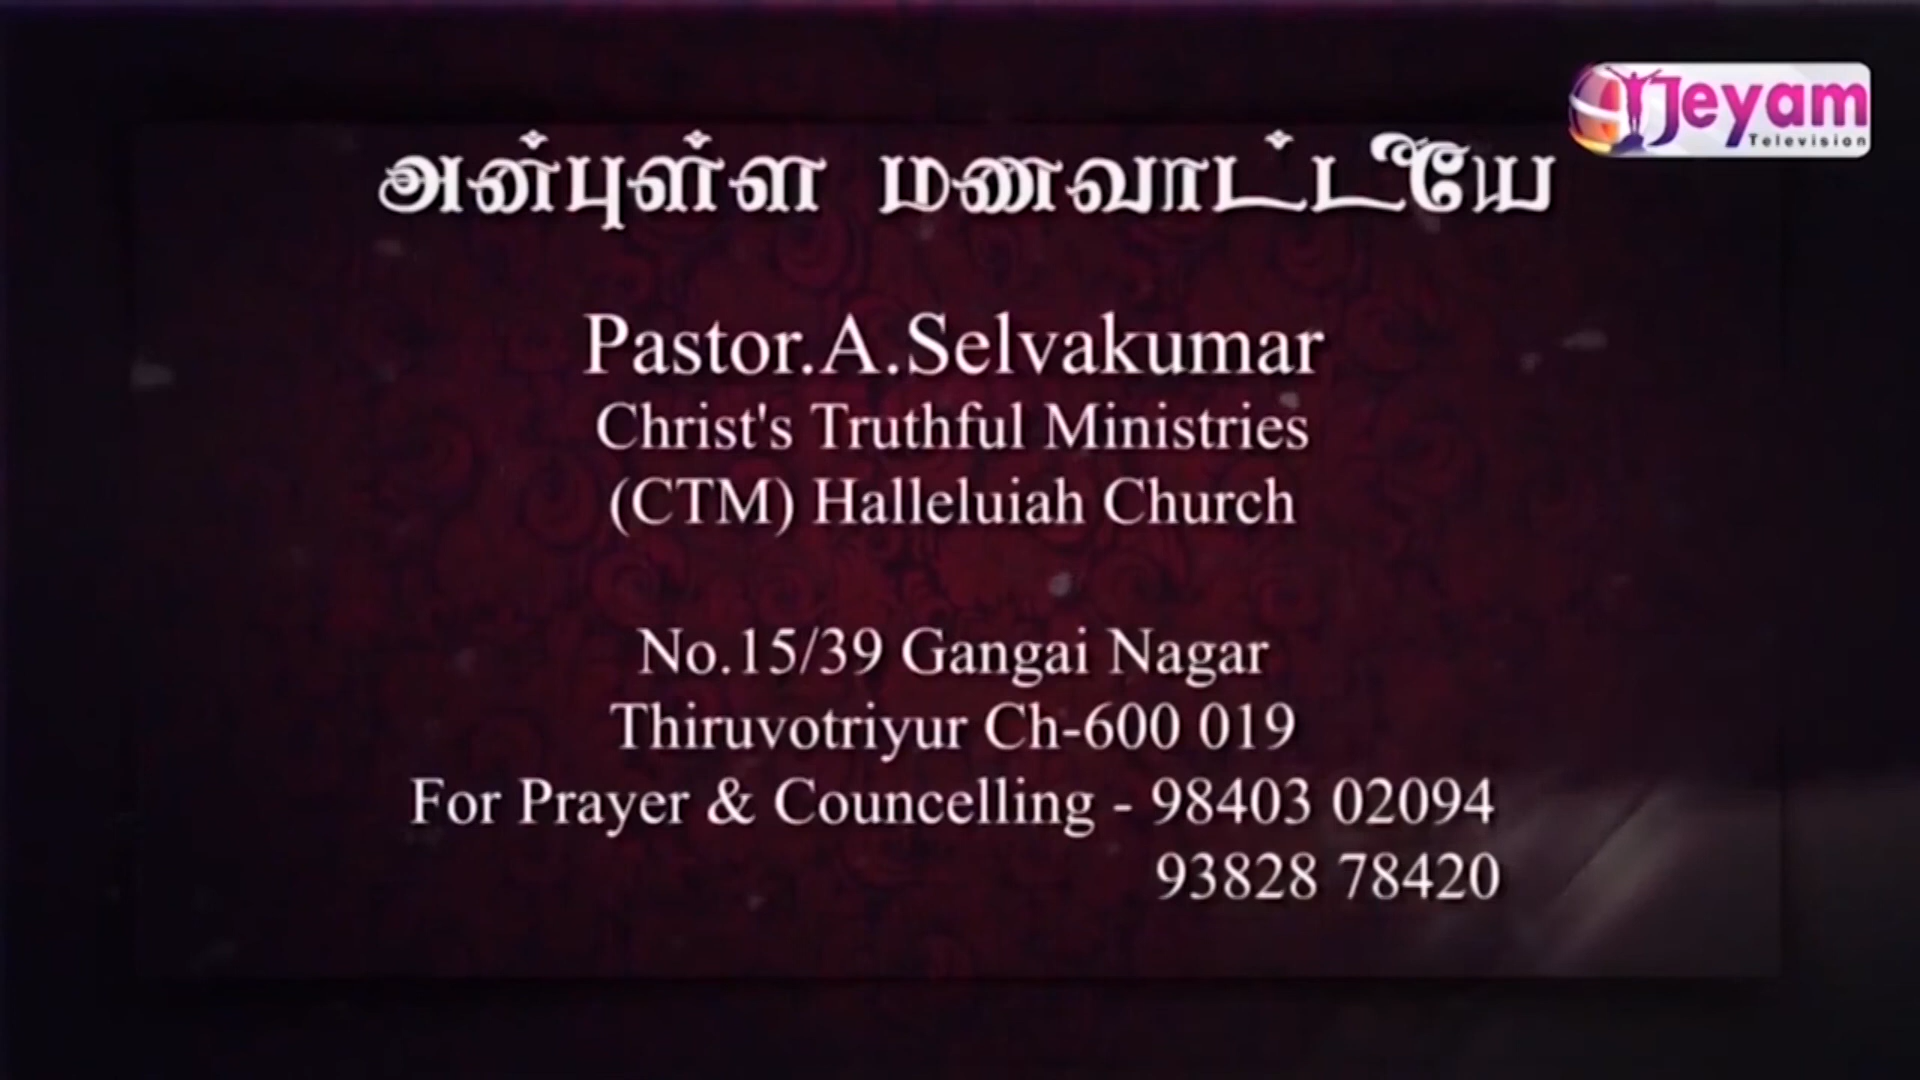 Jeyam
Television
அன்புள்ள மணவாட்டியே
Pastor.A.Selvakumar
Christ's Truthful Ministries
(CTM) Halleluiah Church
No.15/39 Gangai Nagar
Thiruvotriyur Ch-600 019
For Prayer & Councelling - 98403 02094
93828 78420